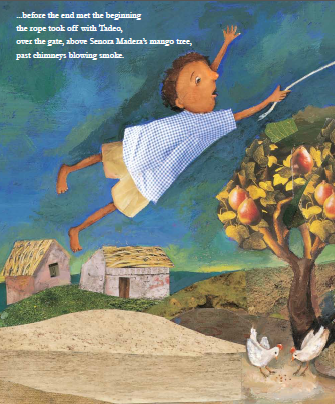 ...before the end met the beginning
the rope took off with Tadeo,
over the gate, above Senora Madera's mango tree,
past chimneys blowing smoke.